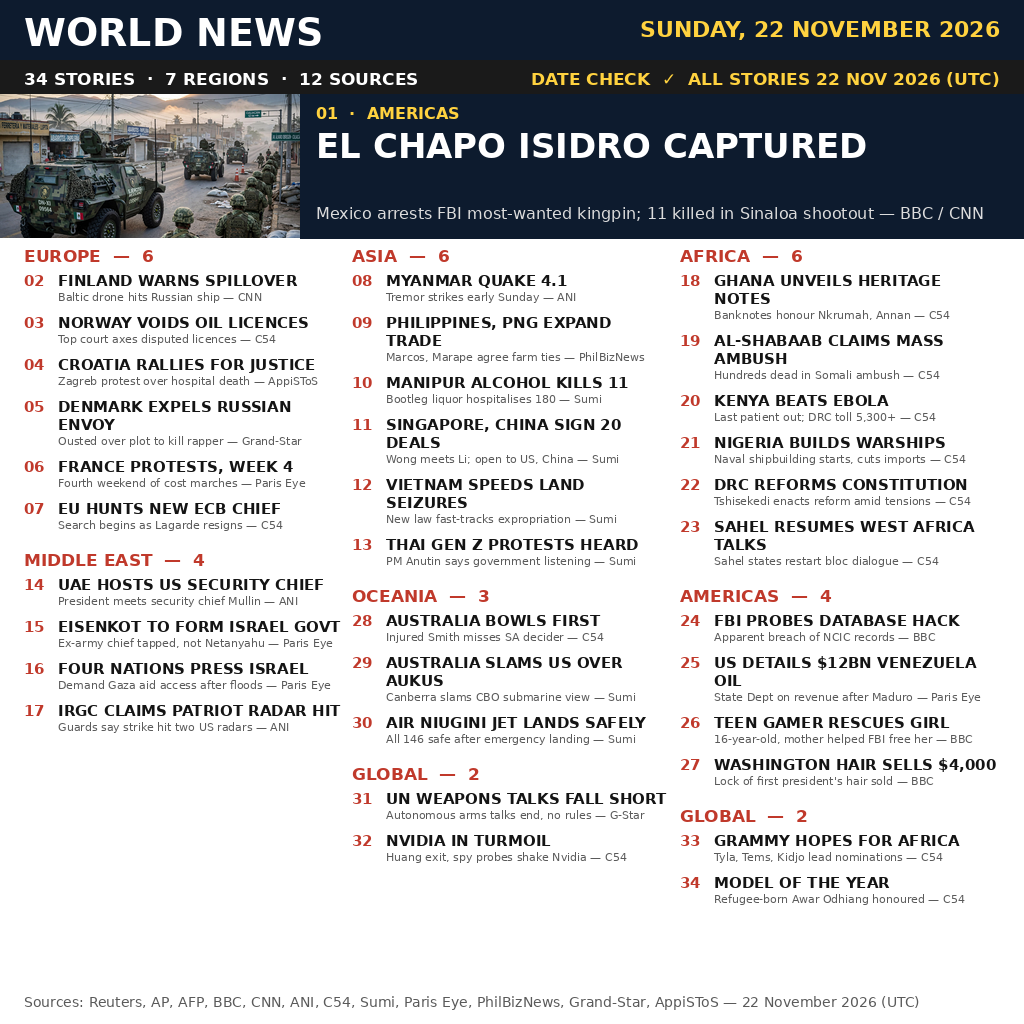 WORLD NEWS
SUNDAY, 22 NOVEMBER 2026
34 STORIES · 7 REGIONS · 12 SOURCES
DATE CHECK ✓ ALL STORIES 22 NOV 2026 (UTC)
01 · AMERICAS
EL CHAPO ISIDRO CAPTURED
Mexico arrests FBI most-wanted kingpin; 11 killed in Sinaloa shootout — BBC / CNN
EUROPE — 6
02 FINLAND WARNS SPILLOVER
Baltic drone hits Russian ship — CNN
03 NORWAY VOIDS OIL LICENCES
Top court axes disputed licences — C54
04 CROATIA RALLIES FOR JUSTICE
Zagreb protest over hospital death — AppiSToS
05 DENMARK EXPELS RUSSIAN
ENVOY
Ousted over plot to kill rapper — Grand-Star
06 FRANCE PROTESTS, WEEK 4
Fourth weekend of cost marches — Paris Eye
07 EU HUNTS NEW ECB CHIEF
Search begins as Lagarde resigns — C54
MIDDLE EAST — 4
14 UAE HOSTS US SECURITY CHIEF
President meets security chief Mullin — ANI
15 EISENKOT TO FORM ISRAEL GOVT
Ex-army chief tapped, not Netanyahu — Paris Eye
16 FOUR NATIONS PRESS ISRAEL
Demand Gaza aid access after floods — Paris Eye
17 IRGC CLAIMS PATRIOT RADAR HIT
Guards say strike hit two US radars — ANI
ASIA — 6
08 MYANMAR QUAKE 4.1
Tremor strikes early Sunday — ANI
09 PHILIPPINES, PNG EXPAND
TRADE
Marcos, Marape agree farm ties — PhilBizNews
10 MANIPUR ALCOHOL KILLS 11
Bootleg liquor hospitalises 180 — Sumi
11 SINGAPORE, CHINA SIGN 20
DEALS
Wong meets Li; open to US, China — Sumi
12 VIETNAM SPEEDS LAND
SEIZURES
New law fast-tracks expropriation — Sumi
13 THAI GEN Z PROTESTS HEARD
PM Anutin says government listening — Sumi
OCEANIA — 3
28 AUSTRALIA BOWLS FIRST
Injured Smith misses SA decider — C54
29 AUSTRALIA SLAMS US OVER
AUKUS
Canberra slams CBO submarine view — Sumi
30 AIR NIUGINI JET LANDS SAFELY
All 146 safe after emergency landing — Sumi
GLOBAL — 2
31 UN WEAPONS TALKS FALL SHORT
Autonomous arms talks end, no rules — G-Star
32 NVIDIA IN TURMOIL
Huang exit, spy probes shake Nvidia — C54
AFRICA — 6
18 GHANA UNVEILS HERITAGE
NOTES
Banknotes honour Nkrumah, Annan — C54
19 AL-SHABAAB CLAIMS MASS
AMBUSH
Hundreds dead in Somali ambush — C54
20 KENYA BEATS EBOLA
Last patient out; DRC toll 5,300+ — C54
21 NIGERIA BUILDS WARSHIPS
Naval shipbuilding starts, cuts imports — C54
22 DRC REFORMS CONSTITUTION
Tshisekedi enacts reform amid tensions — C54
23 SAHEL RESUMES WEST AFRICA
TALKS
Sahel states restart bloc dialogue — C54
AMERICAS — 4
24 FBI PROBES DATABASE HACK
Apparent breach of NCIC records — BBC
25 US DETAILS $12BN VENEZUELA
OIL
State Dept on revenue after Maduro — Paris Eye
26 TEEN GAMER RESCUES GIRL
16-year-old, mother helped FBI free her — BBC
27 WASHINGTON HAIR SELLS $4,000
Lock of first president's hair sold — BBC
GLOBAL — 2
33 GRAMMY HOPES FOR AFRICA
Tyla, Tems, Kidjo lead nominations — C54
34 MODEL OF THE YEAR
Refugee-born Awar Odhiang honoured — C54
Sources: Reuters, AP, AFP, BBC, CNN, ANI, C54, Sumi, Paris Eye, PhilBizNews, Grand-Star, AppiSToS — 22 November 2026 (UTC)